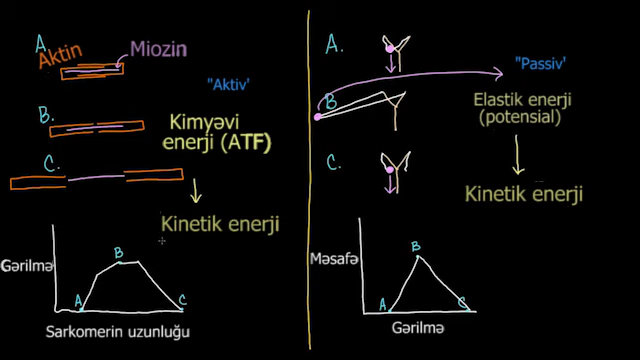 A.
Aktin
Miozin
"Aktiv'
B.
Kimyəvi
enerji (ATF)
C.
Kinetik enerji
Gərilmə
A
B
C
Sarkomerin uzunluğu
A.
"Passiv'
B
Elastik enerji
(potensial)
C.
Kinetik enerji
Məsafə
A
B
C
Gərilmə